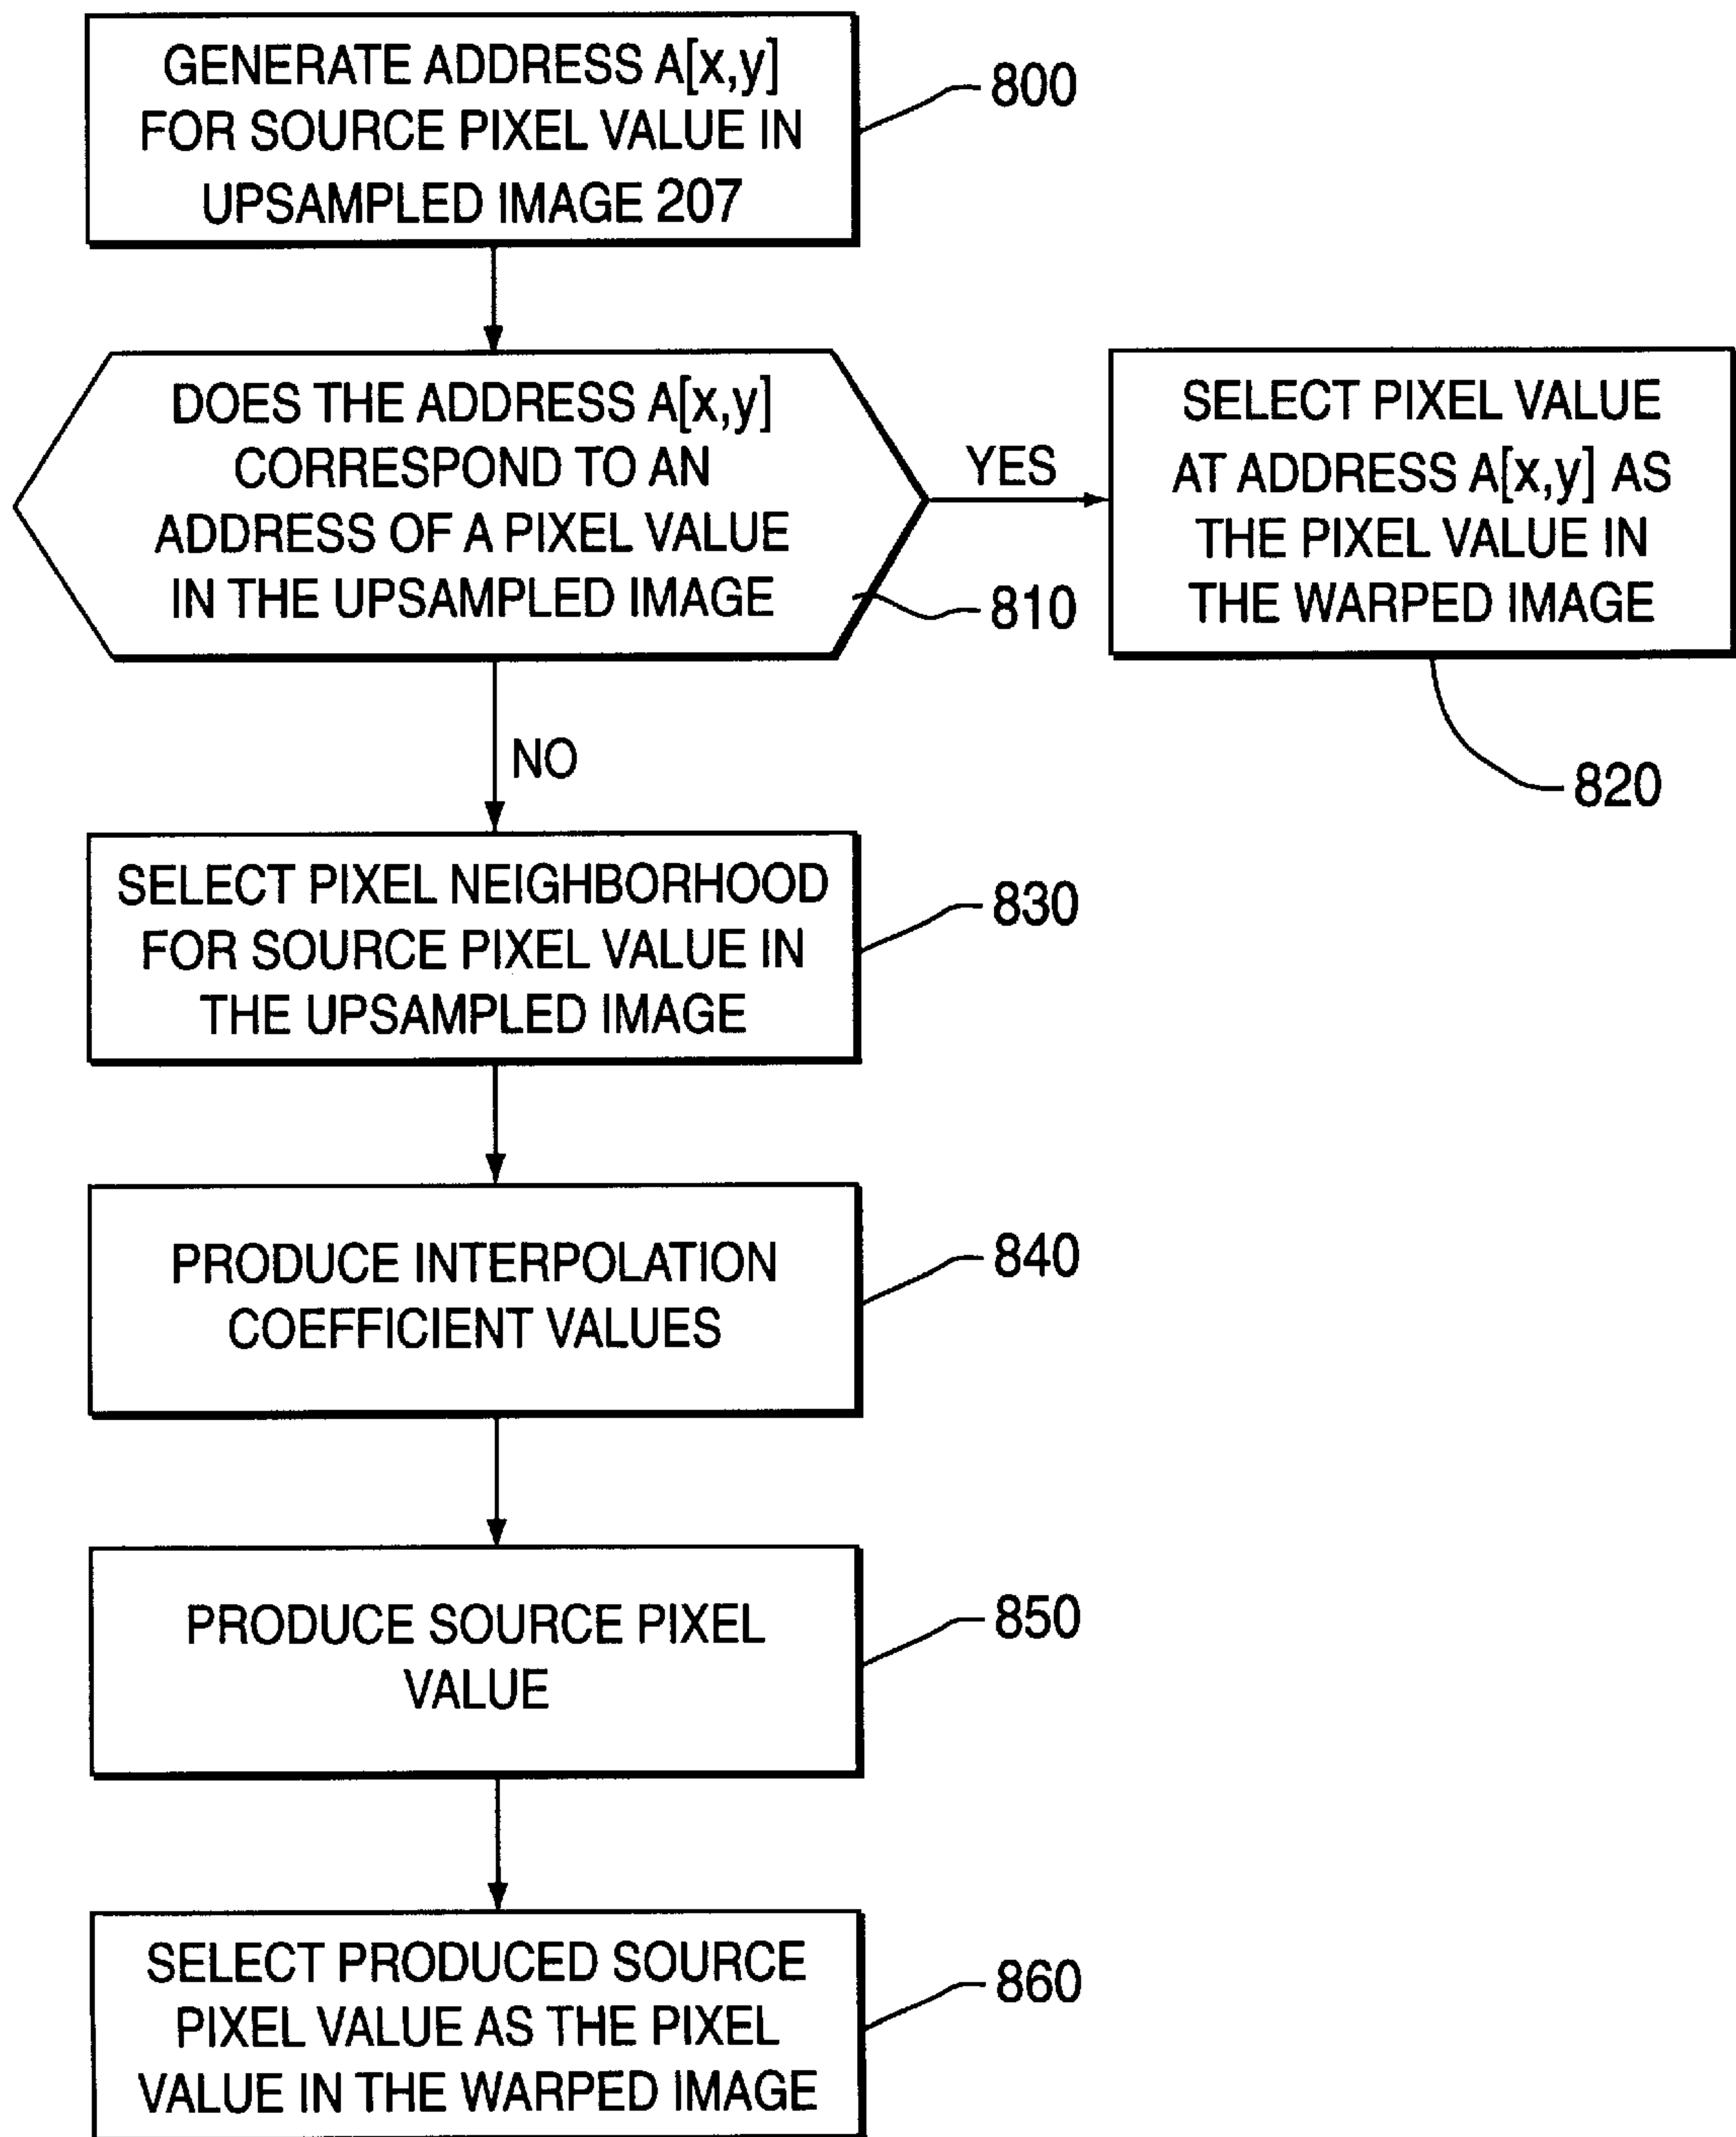 GENERATE ADDRESS A[x,y]
FOR SOURCE PIXEL VALUE IN
UPSAMPLED IMAGE 207
800
DOES THE ADDRESS A[x,y]
CORRESPOND TO AN
ADDRESS OF A PIXEL VALUE
IN THE UPSAMPLED IMAGE
810
YES
SELECT PIXEL VALUE
AT ADDRESS A[x,y] AS
THE PIXEL VALUE IN
THE WARPED IMAGE
820
NO
SELECT PIXEL NEIGHBORHOOD
FOR SOURCE PIXEL VALUE IN
THE UPSAMPLED IMAGE
830
PRODUCE INTERPOLATION
COEFFICIENT VALUES
840
PRODUCE SOURCE PIXEL
VALUE
850
SELECT PRODUCED SOURCE
PIXEL VALUE AS THE PIXEL
VALUE IN THE WARPED IMAGE
860